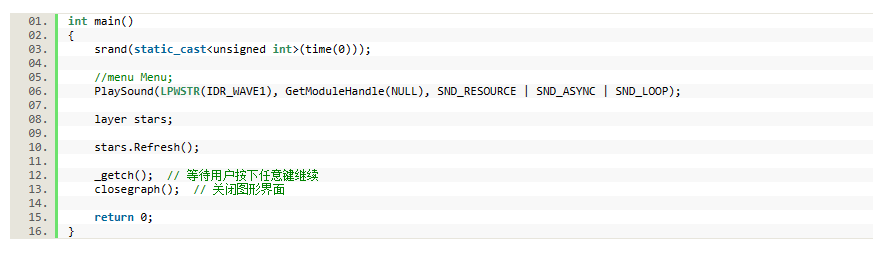 01. int main()
02. {
03.     srand(static_cast<unsigned int>(time(0)));
04.
05.     //menu Menu;
06.     PlaySound(LPWSTR(IDR_WAVE1), GetModuleHandle(NULL), SND_RESOURCE | SND_ASYNC | SND_LOOP);
07.
08.     layer stars;
09.
10.     stars.Refresh();
11.
12.     _getch();  // 等待用户按下任意键继续
13.     closegraph();  // 关闭图形界面
14.
15.     return 0;
16. }